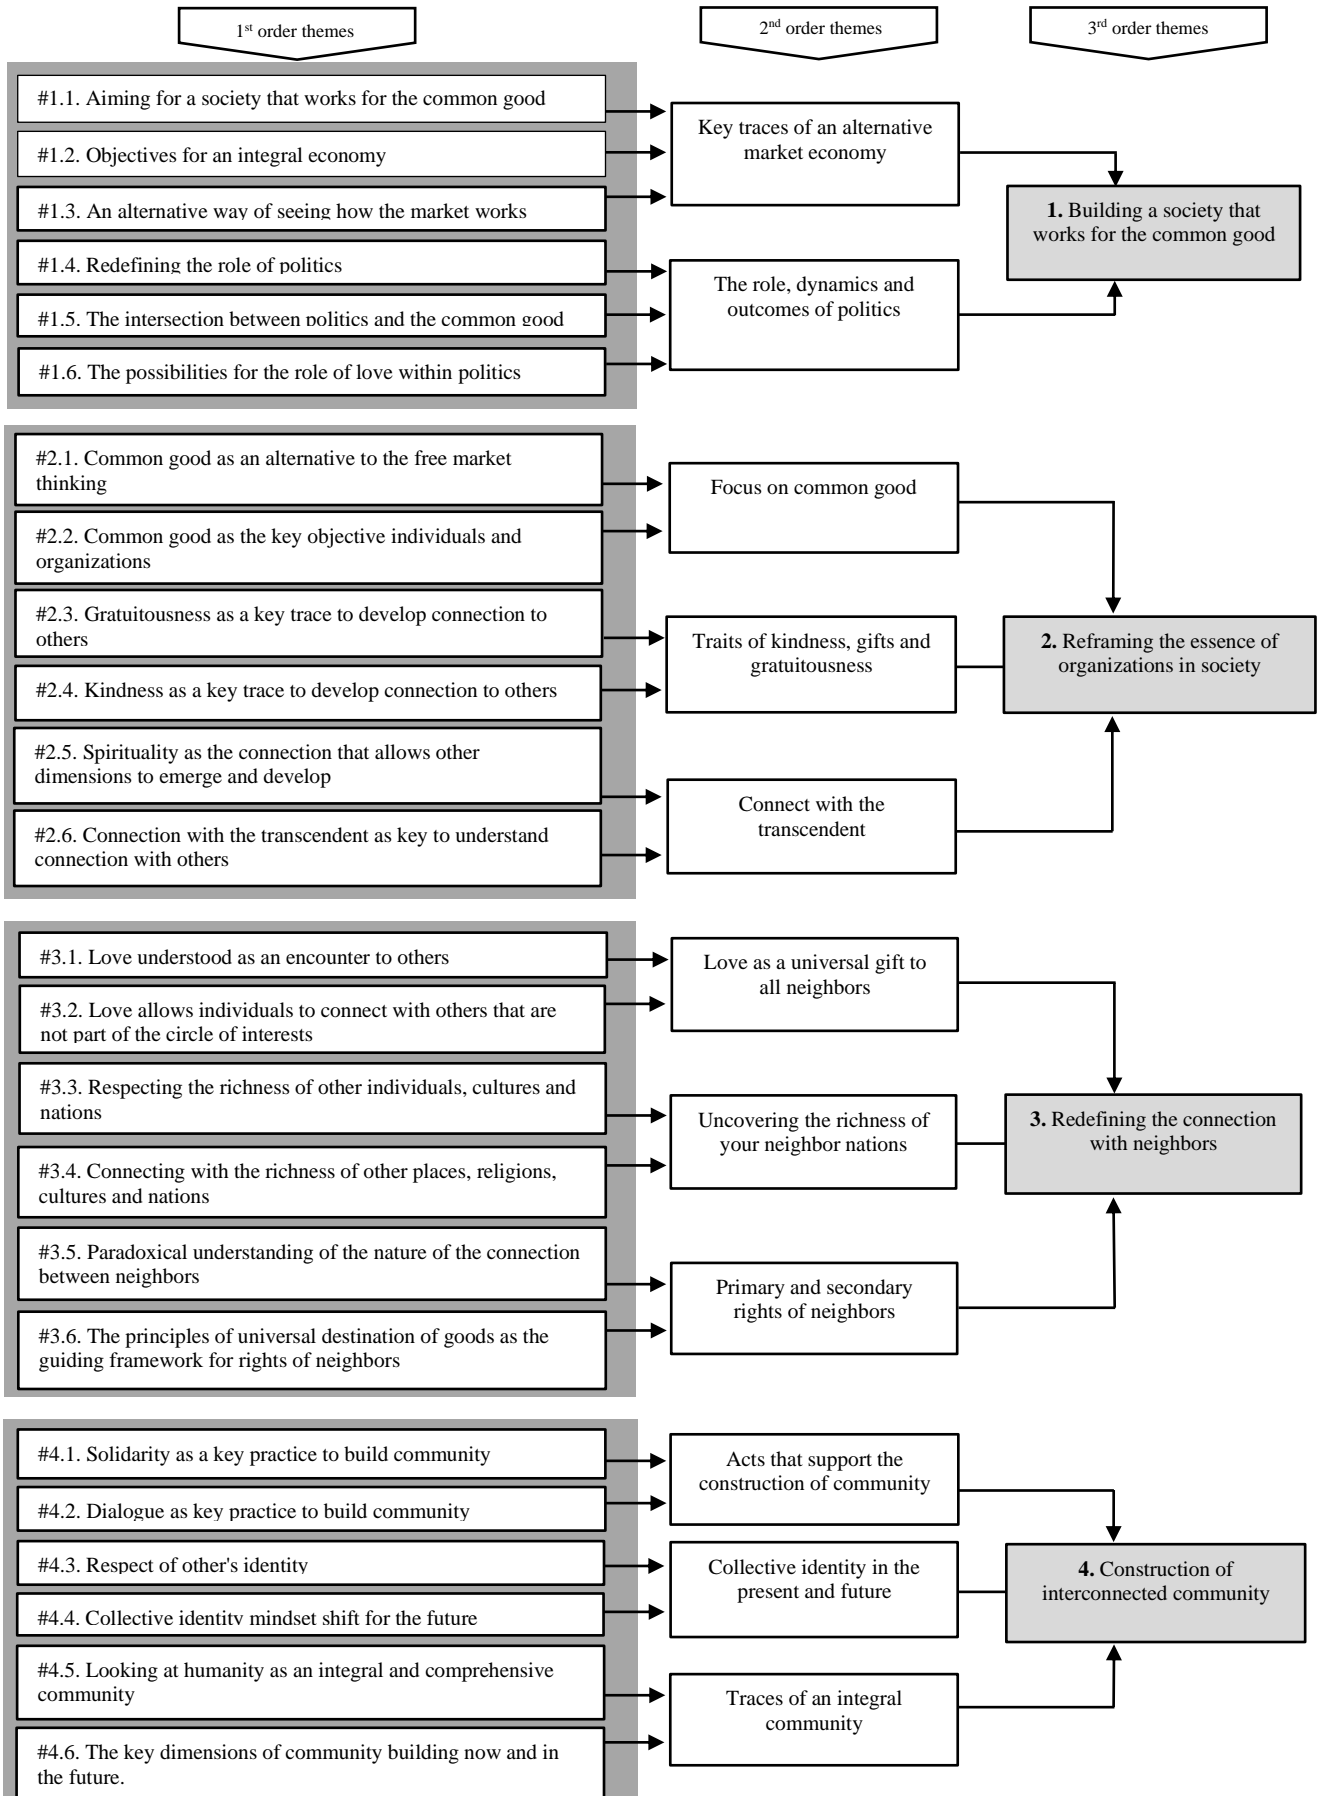 1st order themes
2nd order themes
3rd order themes
#1.1. Aiming for a society that works for the common good
#1.2. Objectives for an integral economy
#1.3. An alternative way of seeing how the market works
Key traces of an alternative
market economy
#1.4. Redefining the role of politics
#1.5. The intersection between politics and the common good
#1.6. The possibilities for the role of love within politics
The role, dynamics and
outcomes of politics
1. Building a society that
works for the common good
#2.1. Common good as an alternative to the free market
thinking
#2.2. Common good as the key objective individuals and
organizations
Focus on common good
#2.3. Gratuitousness as a key trace to develop connection to
others
#2.4. Kindness as a key trace to develop connection to others
Traits of kindness, gifts and
gratuitousness
#2.5. Spirituality as the connection that allows other
dimensions to emerge and develop
#2.6. Connection with the transcendent as key to understand
connection with others
Connect with the
transcendent
2. Reframing the essence of
organizations in society
#3.1. Love understood as an encounter to others
#3.2. Love allows individuals to connect with others that are
not part of the circle of interests
Love as a universal gift to
all neighbors
#3.3. Respecting the richness of other individuals, cultures and
nations
#3.4. Connecting with the richness of other places, religions,
cultures and nations
Uncovering the richness of
your neighbor nations
#3.5. Paradoxical understanding of the nature of the connection
between neighbors
#3.6. The principles of universal destination of goods as the
guiding framework for rights of neighbors
Primary and secondary
rights of neighbors
3. Redefining the connection
with neighbors
#4.1. Solidarity as a key practice to build community
#4.2. Dialogue as key practice to build community
Acts that support the
construction of community
#4.3. Respect of other's identity
#4.4. Collective identity mindset shift for the future
Collective identity in the
present and future
#4.5. Looking at humanity as an integral and comprehensive
community
#4.6. The key dimensions of community building now and in
the future.
Traces of an integral
community
4. Construction of
interconnected community